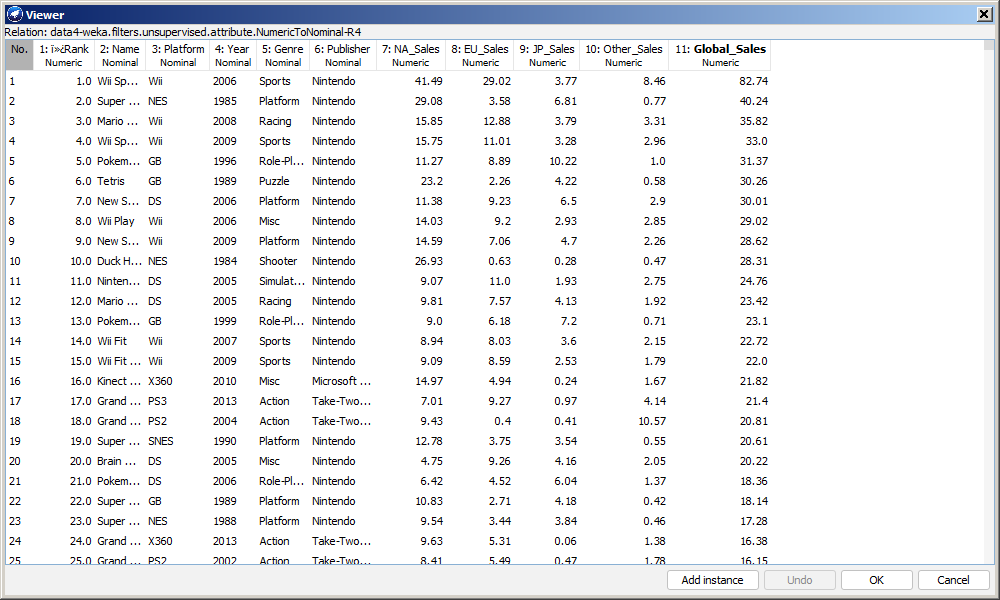 Viewer
Relation: data4-weka.filters.unsupervised.attribute.NumericToNominal-R4
No. 1: ï»¿Rank 2: Name 3: Platform 4: Year 5: Genre 6: Publisher 7: NA_Sales 8: EU_Sales 9: JP_Sales 10: Other_Sales 11: Global_Sales
Numeric Nominal Nominal Nominal Nominal Nominal Numeric Numeric Numeric Numeric Numeric
1 1.0 Wii Sp... Wii 2006 Sports Nintendo 41.49 29.02 3.77 8.46 82.74
2 2.0 Super ... NES 1985 Platform Nintendo 29.08 3.58 6.81 0.77 40.24
3 3.0 Mario ... Wii 2008 Racing Nintendo 15.85 12.88 3.79 3.31 35.82
4 4.0 Wii Sp... Wii 2009 Sports Nintendo 15.75 11.01 3.28 2.96 33.0
5 5.0 Pokem... GB 1996 Role-Pl... Nintendo 11.27 8.89 10.22 1.0 31.37
6 6.0 Tetris GB 1989 Puzzle Nintendo 23.2 2.26 4.22 0.58 30.26
7 7.0 New S... DS 2006 Platform Nintendo 11.38 9.23 6.5 2.9 30.01
8 8.0 Wii Play Wii 2006 Misc Nintendo 14.03 9.2 2.93 2.85 29.02
9 9.0 New S... Wii 2009 Platform Nintendo 14.59 7.06 4.7 2.26 28.62
10 10.0 Duck H... NES 1984 Shooter Nintendo 26.93 0.63 0.28 0.47 28.31
11 11.0 Ninten... DS 2005 Simulat... Nintendo 9.07 11.0 1.93 2.75 24.76
12 12.0 Mario ... DS 2005 Racing Nintendo 9.81 7.57 4.13 1.92 23.42
13 13.0 Pokem... GB 1999 Role-Pl... Nintendo 9.0 6.18 7.2 0.71 23.1
14 14.0 Wii Fit Wii 2007 Sports Nintendo 8.94 8.03 3.6 2.15 22.72
15 15.0 Wii Fit ... Wii 2009 Sports Nintendo 9.09 8.59 2.53 1.79 22.0
16 16.0 Kinect ... X360 2010 Misc Microsoft ... 14.97 4.94 0.24 1.67 21.82
17 17.0 Grand ... PS3 2013 Action Take-Two... 7.01 9.27 0.97 4.14 21.4
18 18.0 Grand ... PS2 2004 Action Take-Two... 9.43 0.4 0.41 10.57 20.81
19 19.0 Super ... SNES 1990 Platform Nintendo 12.78 3.75 3.54 0.55 20.61
20 20.0 Brain ... DS 2005 Misc Nintendo 4.75 9.26 4.16 2.05 20.22
21 21.0 Pokem... DS 2006 Role-Pl... Nintendo 6.42 4.52 6.04 1.37 18.36
22 22.0 Super ... GB 1989 Platform Nintendo 10.83 2.71 4.18 0.42 18.14
23 23.0 Super ... NES 1988 Platform Nintendo 9.54 3.44 3.84 0.46 17.28
24 24.0 Grand ... X360 2013 Action Take-Two... 9.63 5.31 0.06 1.38 16.38
25 25.0 Grand ... PS2 2002 Action Take-Two... 8.41 5.49 0.47 1.78 16.15
Add instance Undo OK Cancel